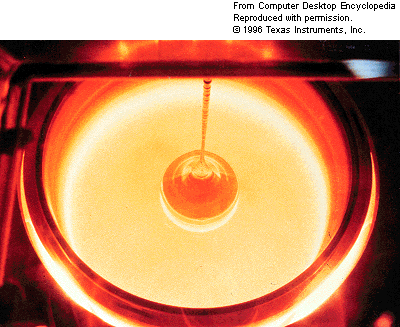 From Computer Desktop Encyclopedia
Reproduced with permission.
© 1996 Texas Instruments, Inc.